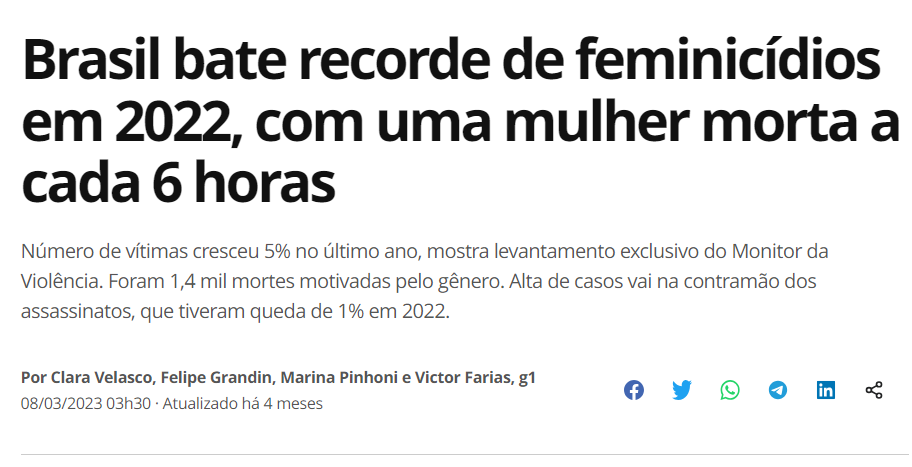 Brasil bate recorde de feminicídios
em 2022, com uma mulher morta a
cada 6 horas
Número de vítimas cresceu 5% no último ano, mostra levantamento exclusivo do Monitor da
Violência. Foram 1,4 mil mortes motivadas pelo gênero. Alta de casos vai na contramão dos
assassinatos, que tiveram queda de 1% em 2022.
Por Clara Velasco, Felipe Grandin, Marina Pinhoni e Victor Farias, g1
08/03/2023 03h30 · Atualizado há 4 meses